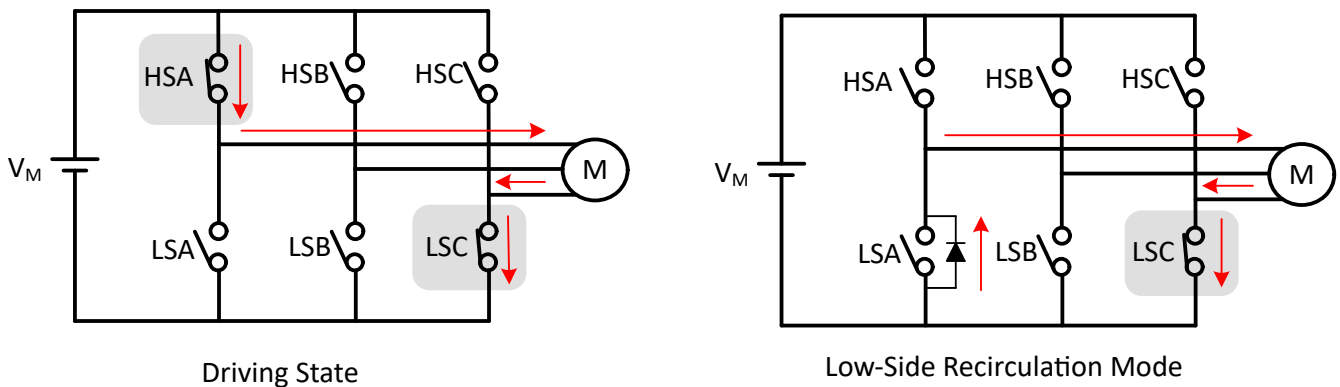 HSA
HSB
HSC
V_M
M
LSA
LSB
LSC
Driving State
HSA
HSB
HSC
V_M
M
LSA
LSB
LSC
Low-Side Recirculation Mode